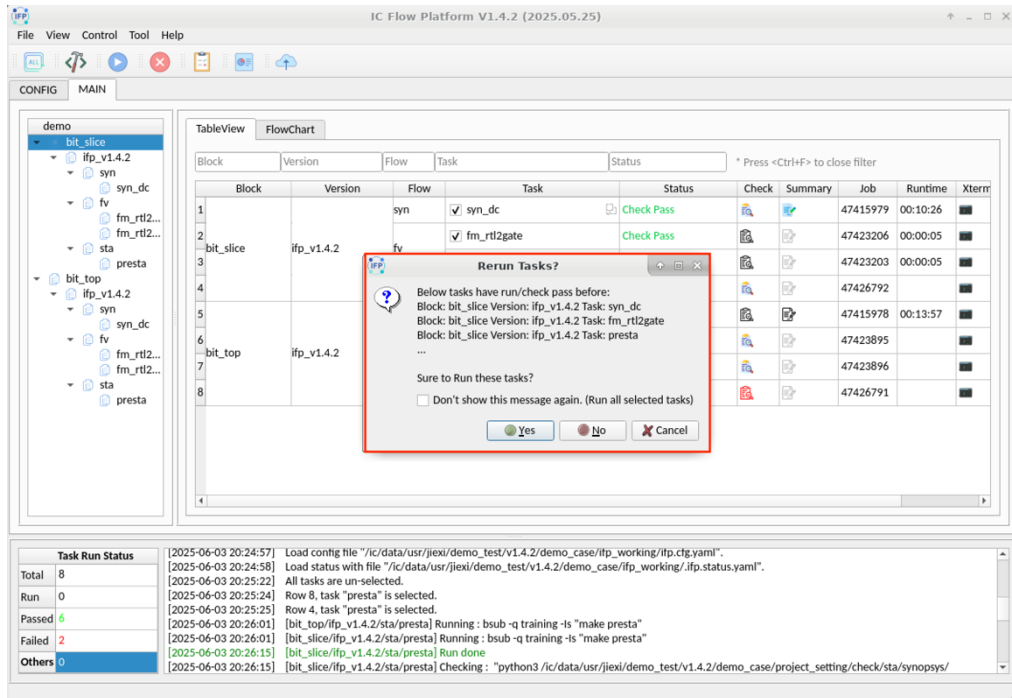 IFP
IC Flow Platform V1.4.2 (2025.05.25)
File View Control Tool Help
ALL
CONFIG MAIN
demo
bit_slice
ifp_v1.4.2
syn
syn_dc
fv
fm_rtl2...
fm_rtl2...
sta
presta
bit_top
ifp_v1.4.2
syn
syn_dc
fv
fm_rtl2...
fm_rtl2...
sta
presta
TableView FlowChart
Block Version Flow Task Status * Press <Ctrl+F> to close filter
Block Version Flow Task Status Check Summary Job Runtime Xterm
1 syn syn_dc Check Pass 47415979 00:10:26
2 fm_rtl2gate Check Pass 47423206 00:00:05
bit_slice ifp_v1.4.2 fv
3 47423203 00:00:05
4 47426792
5 47415978 00:13:57
6 47423895
bit_top ifp_v1.4.2
7 47423896
8 47426791
IFP
Rerun Tasks?
Below tasks have run/check pass before:
Block: bit_slice Version: ifp_v1.4.2 Task: syn_dc
Block: bit_slice Version: ifp_v1.4.2 Task: fm_rtl2gate
Block: bit_slice Version: ifp_v1.4.2 Task: presta
...
Sure to Run these tasks?
Don't show this message again. (Run all selected tasks)
Yes No Cancel
Task Run Status
Total 8
Run 0
Passed 6
Failed 2
Others 0
[2025-06-03 20:24:57] Load config file "/ic/data/usr/jiexi/demo_test/v1.4.2/demo_case/ifp_working/ifp.cfg.yaml".
[2025-06-03 20:24:58] Load status with file "/ic/data/usr/jiexi/demo_test/v1.4.2/demo_case/ifp_working/.ifp.status.yaml".
[2025-06-03 20:25:22] All tasks are un-selected.
[2025-06-03 20:25:24] Row 8, task "presta" is selected.
[2025-06-03 20:25:25] Row 4, task "presta" is selected.
[2025-06-03 20:26:01] [bit_top/ifp_v1.4.2/sta/presta] Running : bsub -q training -Is "make presta"
[2025-06-03 20:26:01] [bit_slice/ifp_v1.4.2/sta/presta] Running : bsub -q training -Is "make presta"
[2025-06-03 20:26:15] [bit_slice/ifp_v1.4.2/sta/presta] Run done
[2025-06-03 20:26:15] [bit_slice/ifp_v1.4.2/sta/presta] Checking : "python3 /ic/data/usr/jiexi/demo_test/v1.4.2/demo_case/project_setting/check/sta/synopsys/